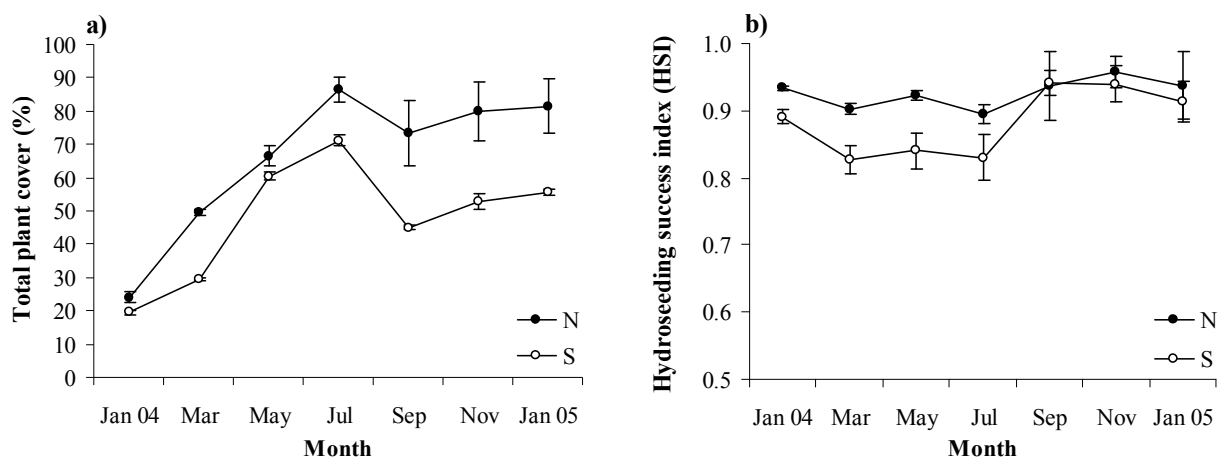 a)
Total plant cover (%)
100
90
80
70
60
50
40
30
20
10
0
N
S
Jan 04 Mar May Jul Sep Nov Jan 05
Month
b)
Hydroseeding success index (HSI)
1.0
0.9
0.8
0.7
0.6
0.5
N
S
Jan 04 Mar May Jul Sep Nov Jan 05
Month